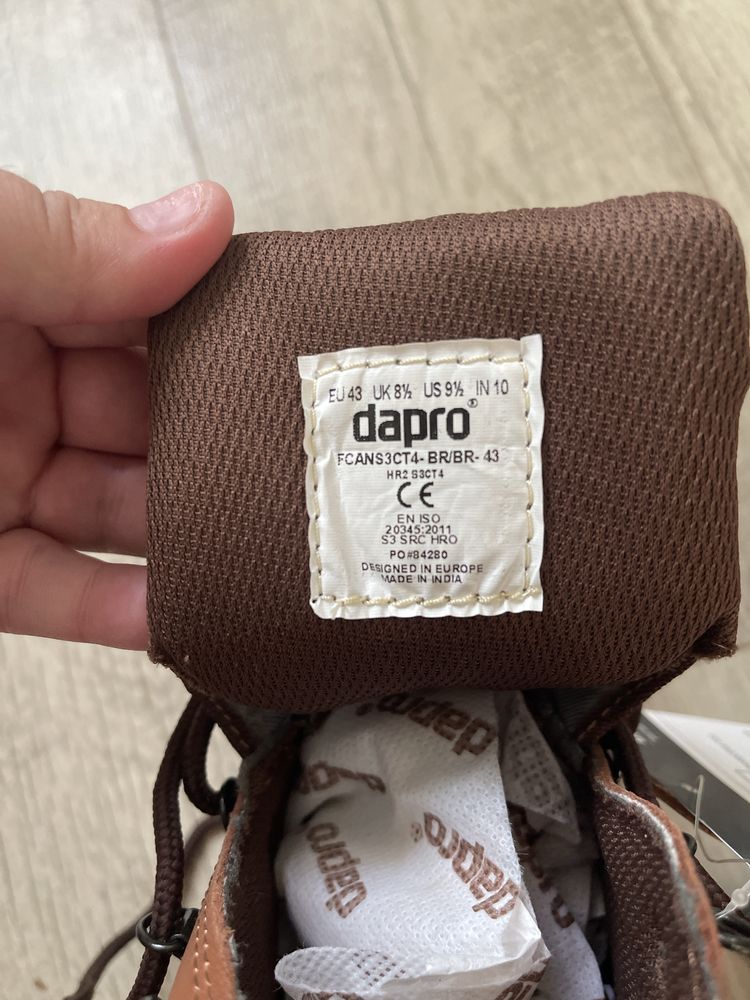 EU 43 UK 8½ US 9½ IN 10
dapro®
FCANS3CT4- BR/BR- 43
HR2 S3CT4
CE
EN ISO
20345:2011
S3 SRC HRO
PO#84280
DESIGNED IN EUROPE
MADE IN INDIA
dapro
dapro®
dapro
dapro